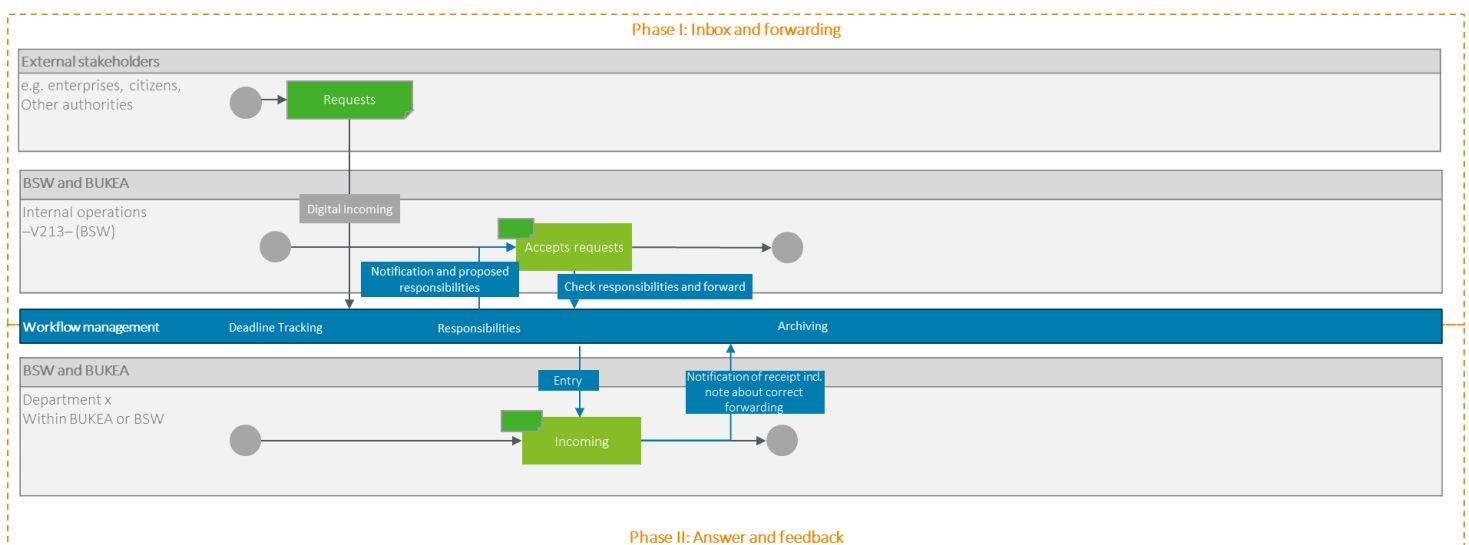 Phase I: Inbox and forwarding
External stakeholders
e.g. enterprises, citizens,
Other authorities
Requests
BSW and BUKEA
Internal operations
–V213– (BSW)
Digital incoming
Accepts requests
Notification and proposed
responsibilities
Check responsibilities and forward
Workflow management
Deadline Tracking
Responsibilities
Archiving
BSW and BUKEA
Department x
Within BUKEA or BSW
Entry
Notification of receipt incl.
note about correct
forwarding
Incoming
Phase II: Answer and feedback